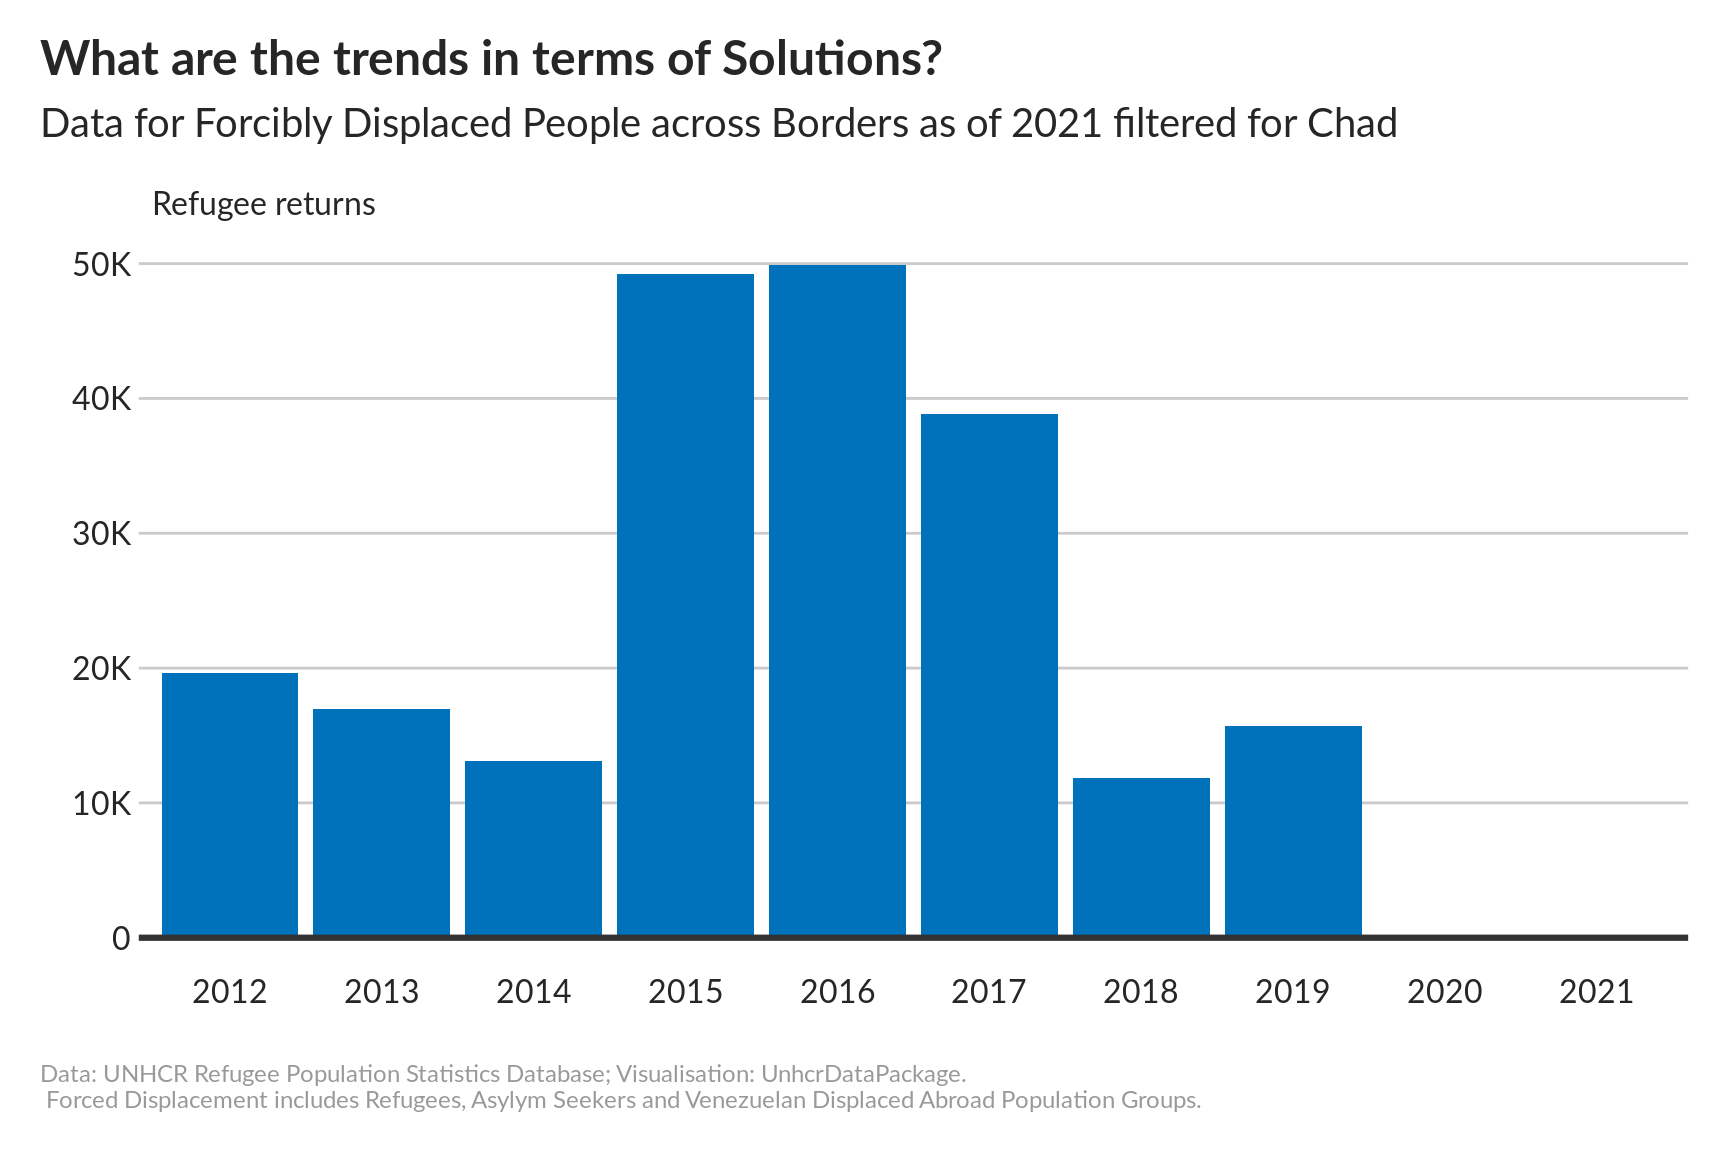 What are the trends in terms of Solutions?
Data for Forcibly Displaced People across Borders as of 2021 filtered for Chad
Refugee returns
50K
40K
30K
20K
10K
0
2012 2013 2014 2015 2016 2017 2018 2019 2020 2021
Data: UNHCR Refugee Population Statistics Database; Visualisation: UnhcrDataPackage.
Forced Displacement includes Refugees, Asylym Seekers and Venezuelan Displaced Abroad Population Groups.